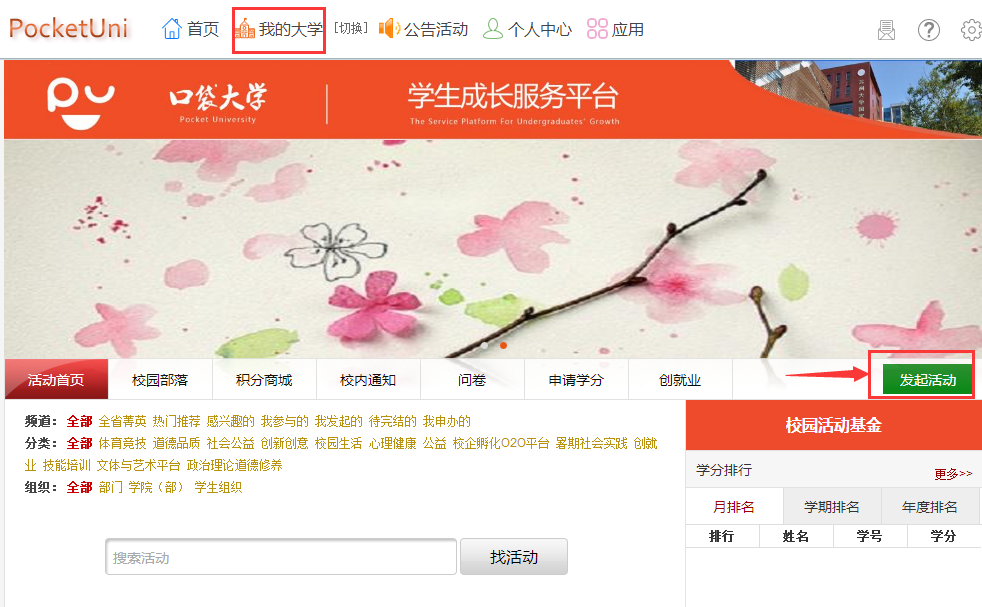 PocketUni 首页 我的大学 [切换] 公告活动 个人中心 应用
口袋大学 学生成长服务平台
Pocket University The Service Platform For Undergraduates' Growth
活动首页 校园部落 积分商城 校内通知 问卷 申请学分 创就业 发起活动
频道: 全部 全省菁英 热门推荐 感兴趣的 我参与的 我发起的 待完结的 我申办的
分类: 全部 体育竞技 道德品质 社会公益 创新创意 校园生活 心理健康 公益 校企孵化O2O平台 暑期社会实践 创就
业 技能培训 文体与艺术平台 政治理论道德修养
组织: 全部 部门 学院（部） 学生组织
搜索活动 找活动
校园活动基金
学分排行 更多>>
月排名 学期排名 年度排名
排行 姓名 学号 学分